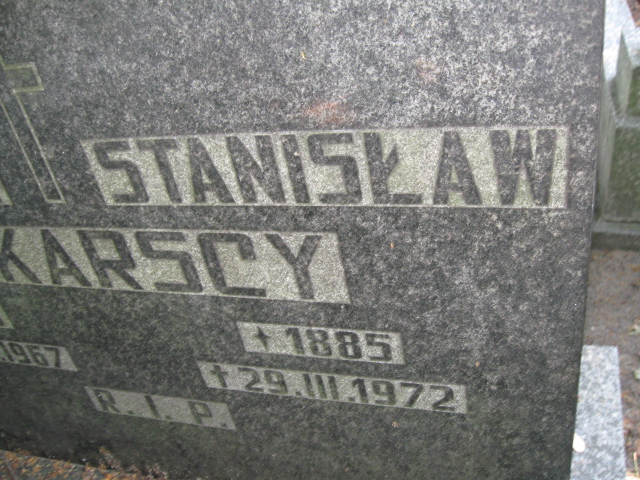 STANISŁAW
KARSCY
✦ 1885
.1967
† 29.III.1972
R.I.P.